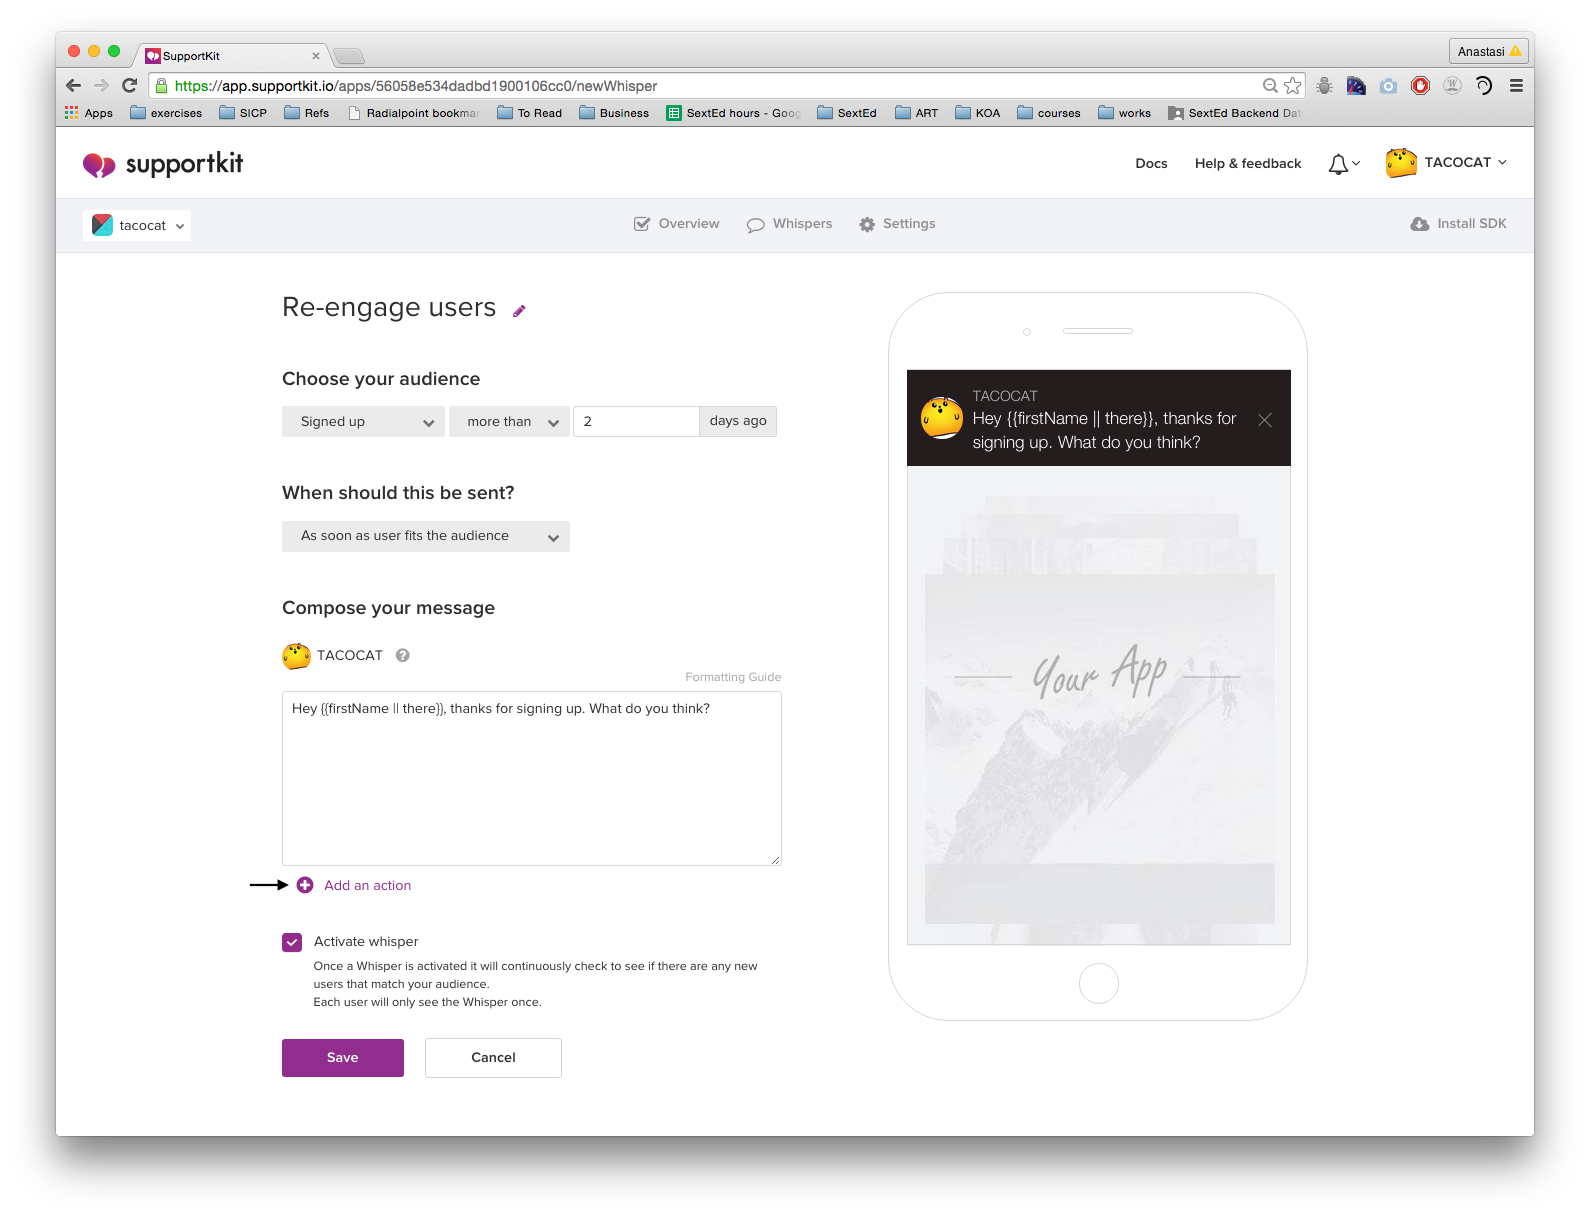 SupportKit
Anastasi
https://app.supportkit.io/apps/56058e534dadbd1900106cc0/newWhisper
Apps exercises SICP Refs Radialpoint bookmar To Read Business SextEd hours - Goog SextEd ART KOA courses works SextEd Backend Dat
supportkit
Docs Help & feedback TACOCAT
tacocat Overview Whispers Settings Install SDK
Re-engage users
Choose your audience
Signed up more than 2 days ago
When should this be sent?
As soon as user fits the audience
Compose your message
TACOCAT
Formatting Guide
Hey {{firstName || there}}, thanks for signing up. What do you think?
Add an action
Activate whisper
Once a Whisper is activated it will continuously check to see if there are any new
users that match your audience.
Each user will only see the Whisper once.
Save Cancel
TACOCAT
Hey {{firstName || there}}, thanks for
signing up. What do you think?
Your App